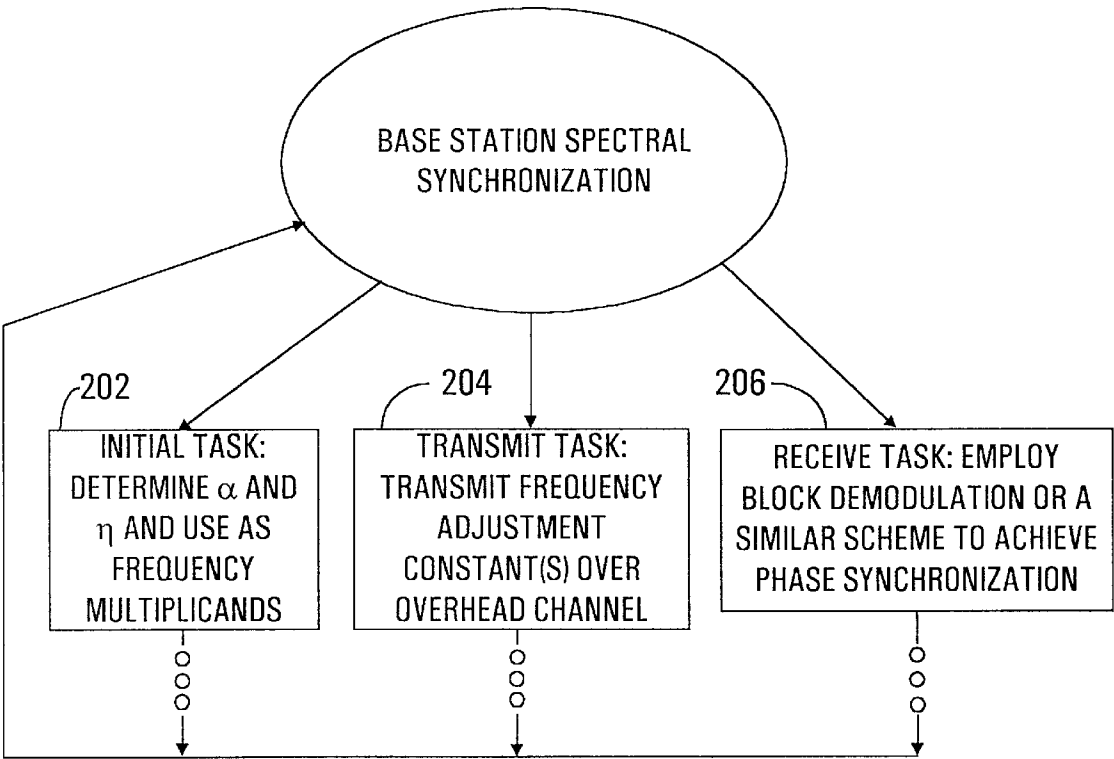 BASE STATION SPECTRAL
SYNCHRONIZATION
202
INITIAL TASK:
DETERMINE α AND
η AND USE AS
FREQUENCY
MULTIPLICANDS
204
TRANSMIT TASK:
TRANSMIT FREQUENCY
ADJUSTMENT
CONSTANT(S) OVER
OVERHEAD CHANNEL
206
RECEIVE TASK: EMPLOY
BLOCK DEMODULATION OR A
SIMILAR SCHEME TO ACHIEVE
PHASE SYNCHRONIZATION